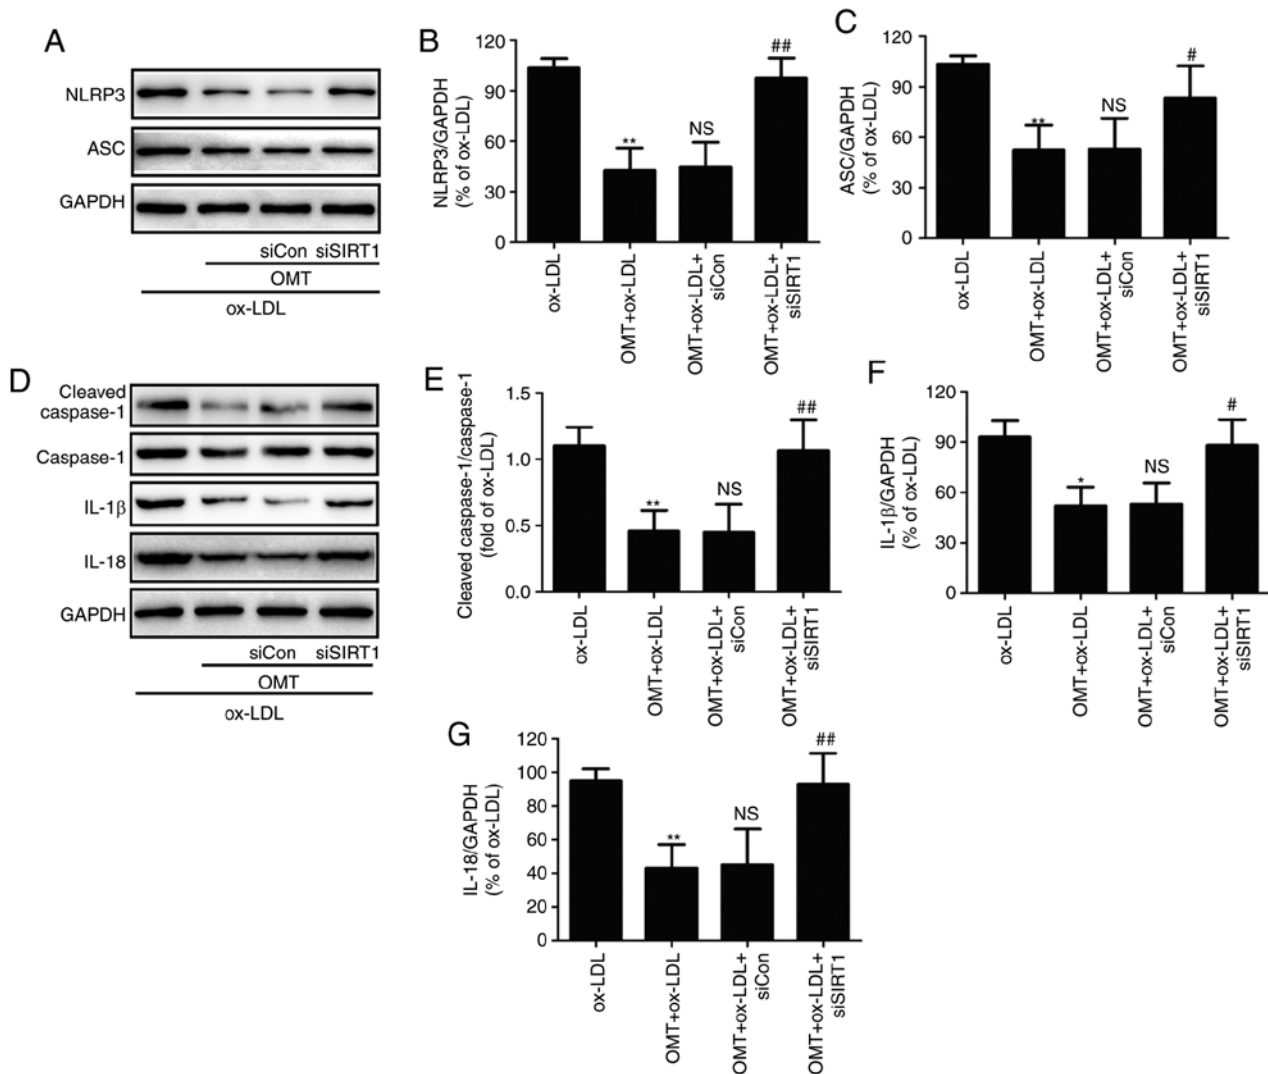 A
NLRP3
ASC
GAPDH
siCon siSIRT1
OMT
ox-LDL
B
NLRP3/GAPDH
(% of ox-LDL)
120
90
60
30
0
**
NS
##
ox-LDL
OMT+ox-LDL
OMT+ox-LDL+
siCon
OMT+ox-LDL+
siSIRT1
C
ASC/GAPDH
(% of ox-LDL)
120
90
60
30
0
**
NS
#
ox-LDL
OMT+ox-LDL
OMT+ox-LDL+
siCon
OMT+ox-LDL+
siSIRT1
D
Cleaved
caspase-1
Caspase-1
IL-1β
IL-18
GAPDH
siCon siSIRT1
OMT
ox-LDL
E
Cleaved caspase-1/caspase-1
(fold of ox-LDL)
1.5
1.0
0.5
0.0
**
NS
##
ox-LDL
OMT+ox-LDL
OMT+ox-LDL+
siCon
OMT+ox-LDL+
siSIRT1
F
IL-1β/GAPDH
(% of ox-LDL)
120
90
60
30
0
*
NS
#
ox-LDL
OMT+ox-LDL
OMT+ox-LDL+
siCon
OMT+ox-LDL+
siSIRT1
G
IL-18/GAPDH
(% of ox-LDL)
120
100
80
60
40
20
0
**
NS
##
ox-LDL
OMT+ox-LDL
OMT+ox-LDL+
siCon
OMT+ox-LDL+
siSIRT1